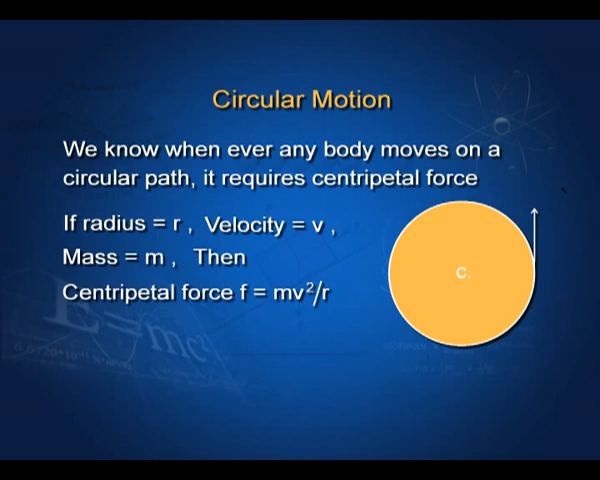 Circular Motion
We know when ever any body moves on a
circular path, it requires centripetal force
If radius = r , Velocity = v ,
Mass = m , Then
Centripetal force f = mv²/r
C.
E=mc²